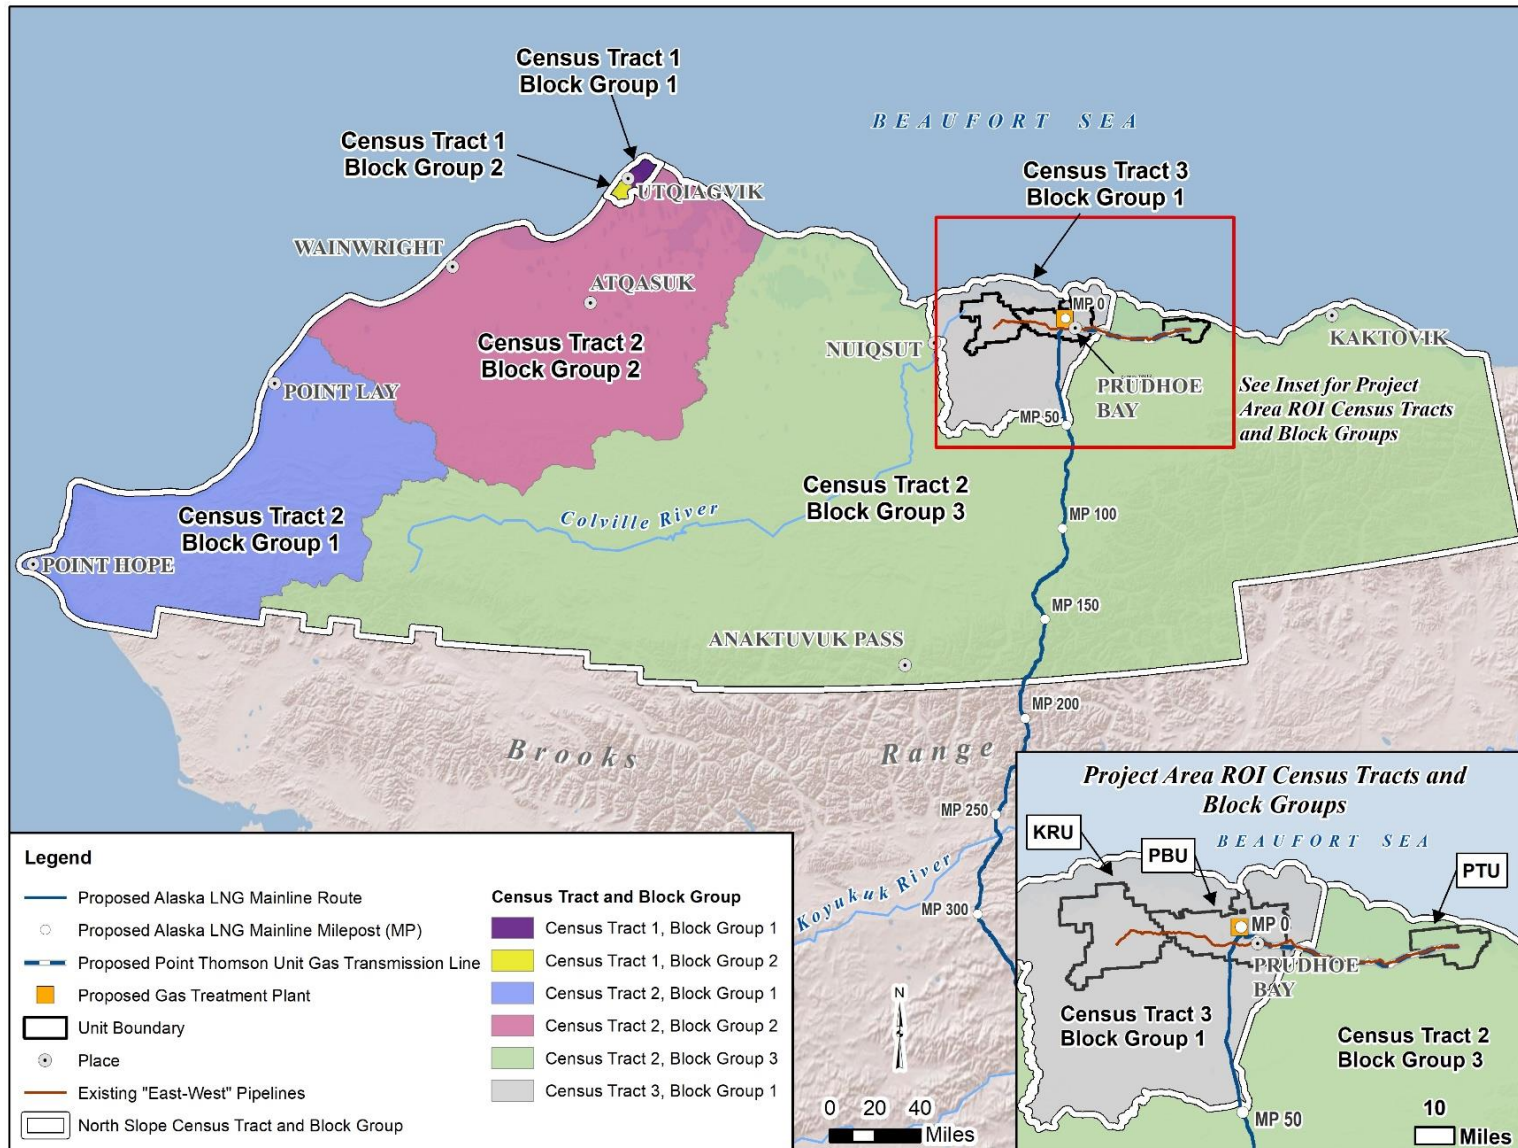 Census Tract 1
Block Group 1
Census Tract 1
Block Group 2
BEAUFORT SEA
Census Tract 3
Block Group 1
UTQIAGVIK
WAINWRIGHT
ATQASUK
MP 0
KAKTOVIK
NUIQSUT
Census Tract 2
Block Group 2
PRUDHOE
BAY
POINT LAY
See Inset for Project
Area ROI Census Tracts
and Block Groups
MP 50
Census Tract 2
Block Group 3
Colville River
MP 100
Census Tract 2
Block Group 1
POINT HOPE
MP 150
ANAKTUVUK PASS
MP 200
Brooks Range
MP 250
Koyukuk River
MP 300
Legend
Proposed Alaska LNG Mainline Route
Proposed Alaska LNG Mainline Milepost (MP)
Proposed Point Thomson Unit Gas Transmission Line
Proposed Gas Treatment Plant
Unit Boundary
Place
Existing "East-West" Pipelines
North Slope Census Tract and Block Group
Census Tract and Block Group
Census Tract 1, Block Group 1
Census Tract 1, Block Group 2
Census Tract 2, Block Group 1
Census Tract 2, Block Group 2
Census Tract 2, Block Group 3
Census Tract 3, Block Group 1
N
0 20 40
Miles
Project Area ROI Census Tracts and
Block Groups
BEAUFORT SEA
KRU
PBU
PTU
MP 0
PRUDHOE
BAY
Census Tract 3
Block Group 1
Census Tract 2
Block Group 3
MP 50
10
Miles